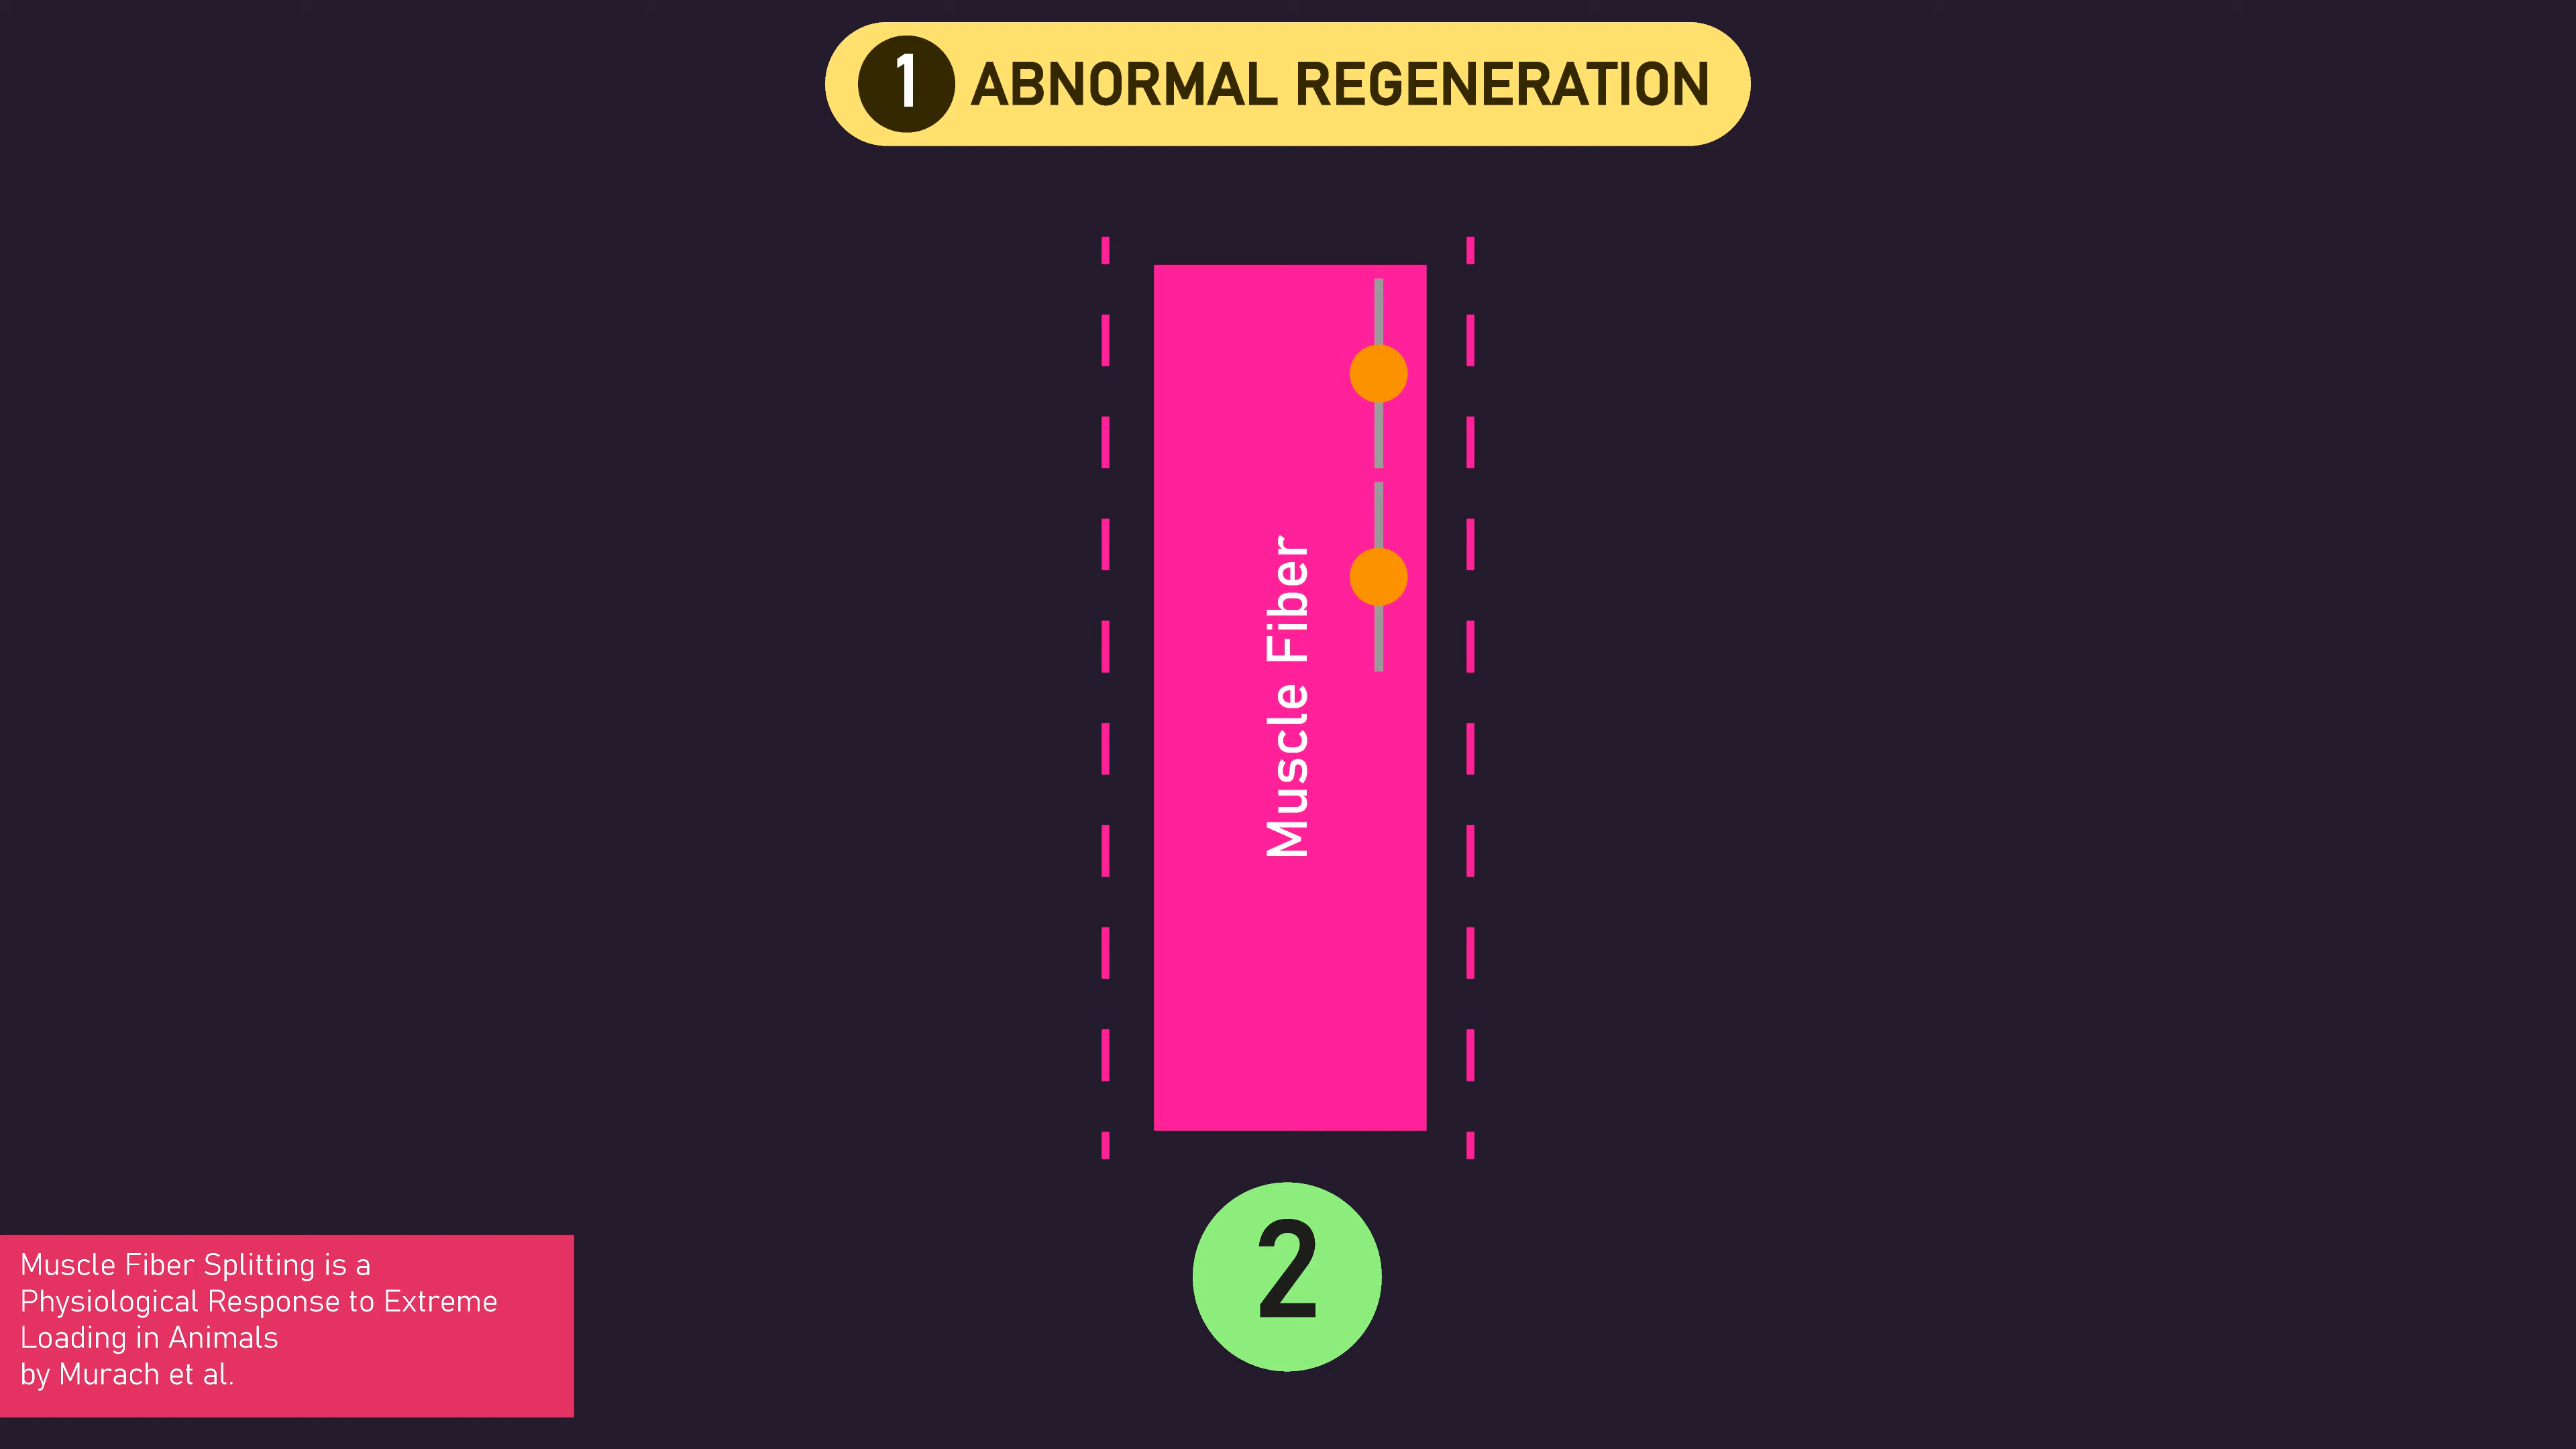 1 ABNORMAL REGENERATION
Muscle Fiber
2
Muscle Fiber Splitting is a
Physiological Response to Extreme
Loading in Animals
by Murach et al.